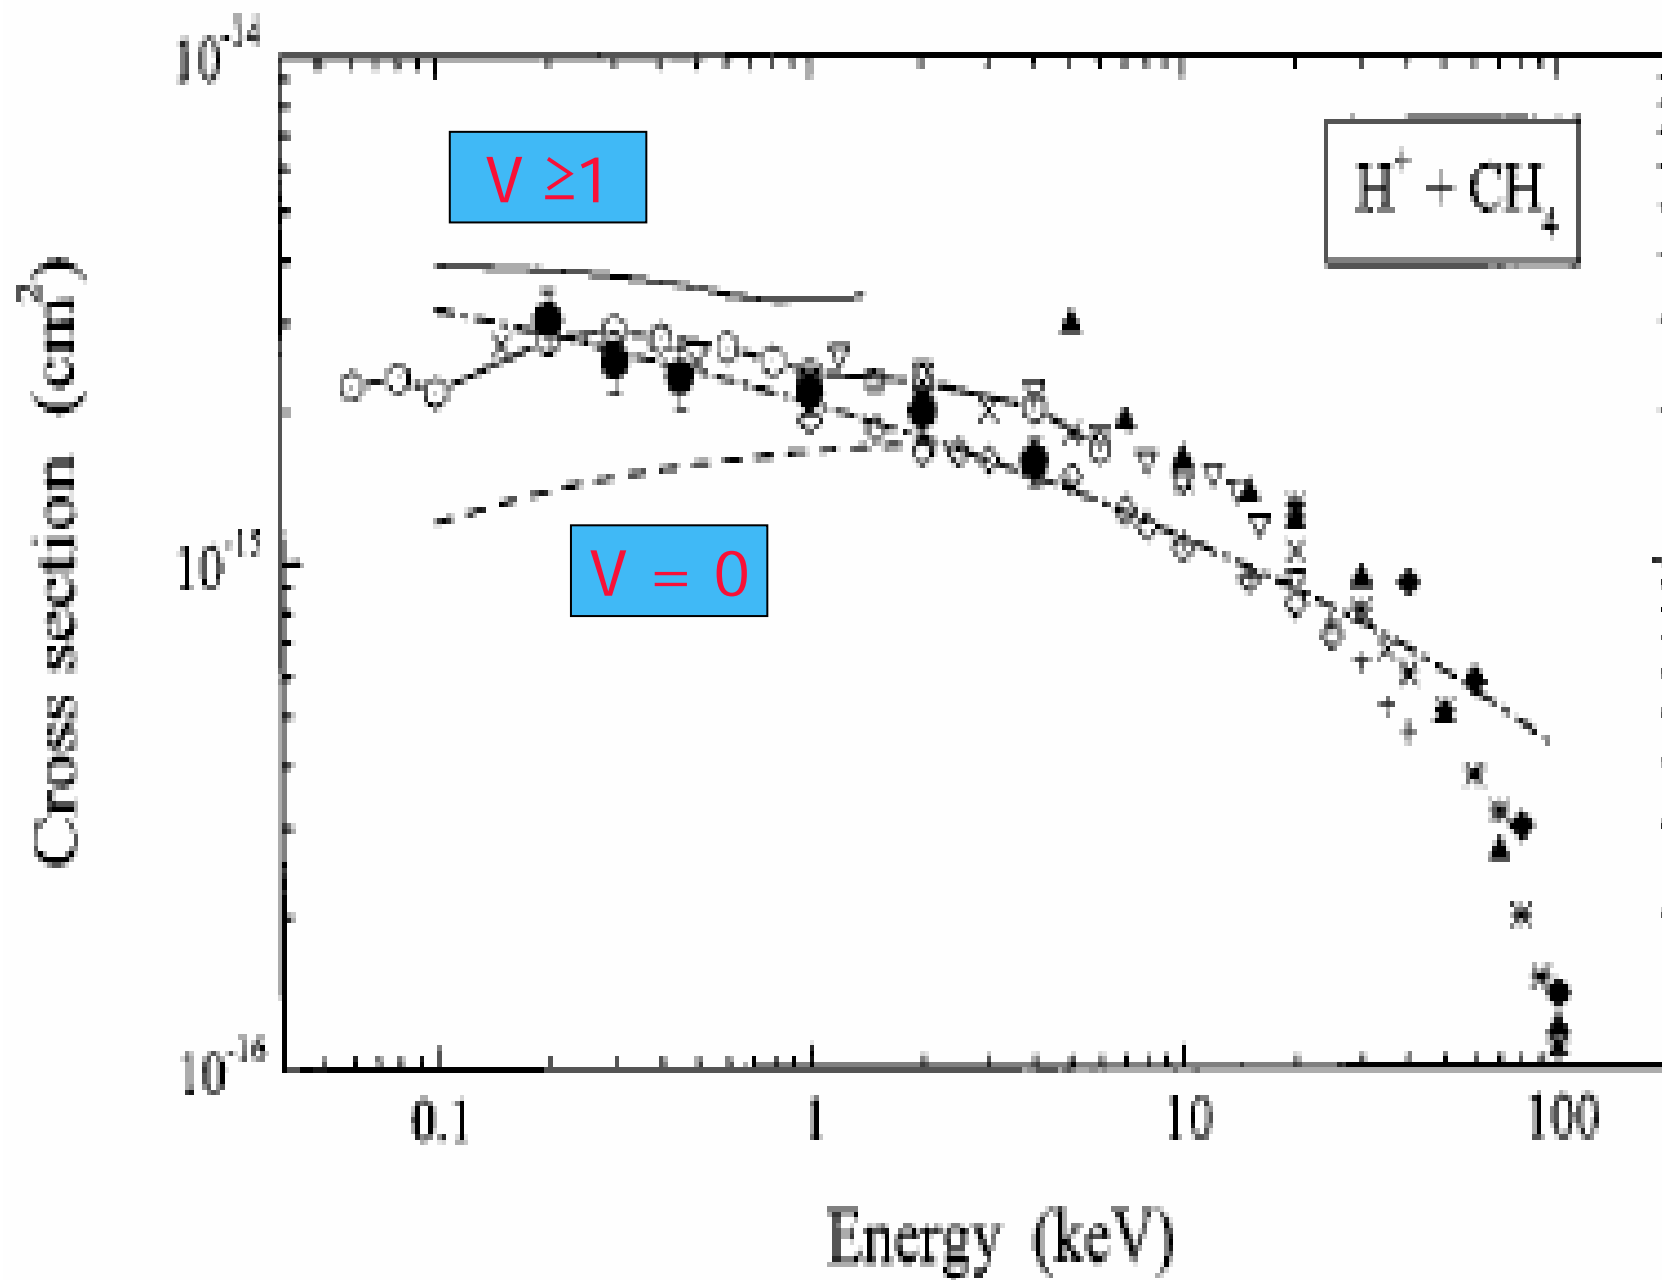 10⁻¹⁴
V ≥1
H⁺ + CH₄
Cross section (cm²)
V = 0
10⁻¹⁵
10⁻¹⁶
0.1 1 10 100
Energy (keV)